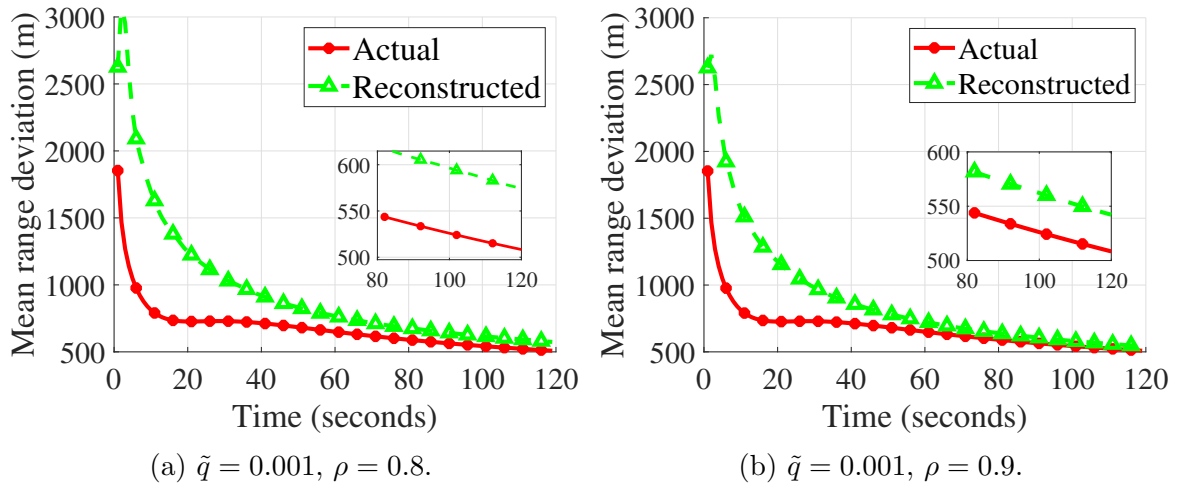 Mean range deviation (m)
3000
2500
2000
1500
1000
500
Actual
Reconstructed
600
550
500
80 100 120
0 20 40 60 80 100 120
Time (seconds)
(a) q̃ = 0.001, ρ = 0.8.
Mean range deviation (m)
3000
2500
2000
1500
1000
500
Actual
Reconstructed
600
550
500
80 100 120
0 20 40 60 80 100 120
Time (seconds)
(b) q̃ = 0.001, ρ = 0.9.